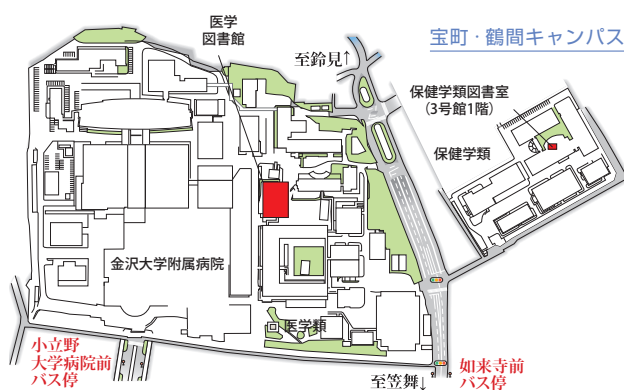 医学
図書館
宝町・鶴間キャンパス
至鈴見↑
保健学類図書室
（3号館1階）
保健学類
金沢大学附属病院
医学類
小立野
大学病院前
バス停
至笠舞↓
如来寺前
バス停